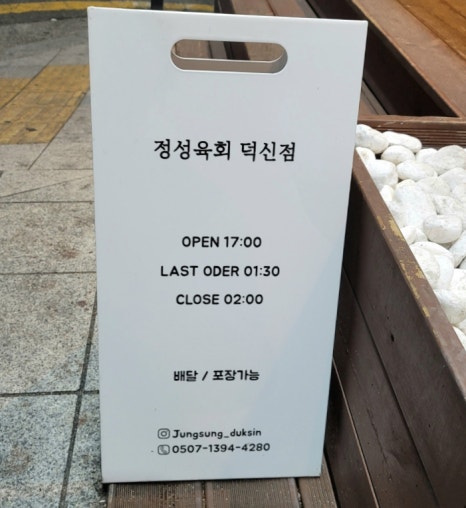 정성육회 덕신점
OPEN 17:00
LAST ODER 01:30
CLOSE 02:00
배달 / 포장가능
Jungsung_duksin
0507-1394-4280